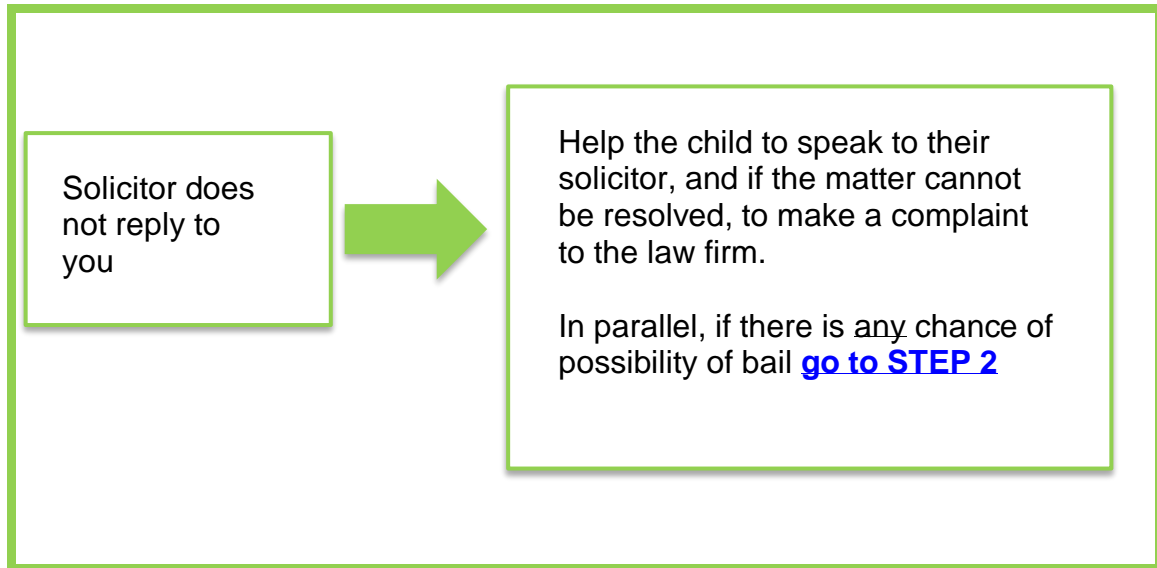 Solicitor does
not reply to
you
Help the child to speak to their
solicitor, and if the matter cannot
be resolved, to make a complaint
to the law firm.
In parallel, if there is any chance of
possibility of bail go to STEP 2